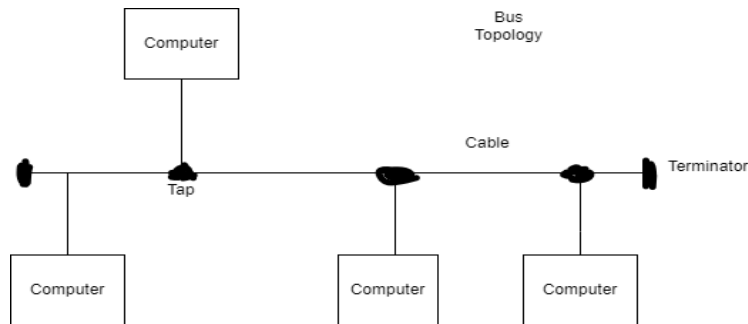 Bus
Topology
Computer
Cable
Terminator
Tap
Computer
Computer
Computer